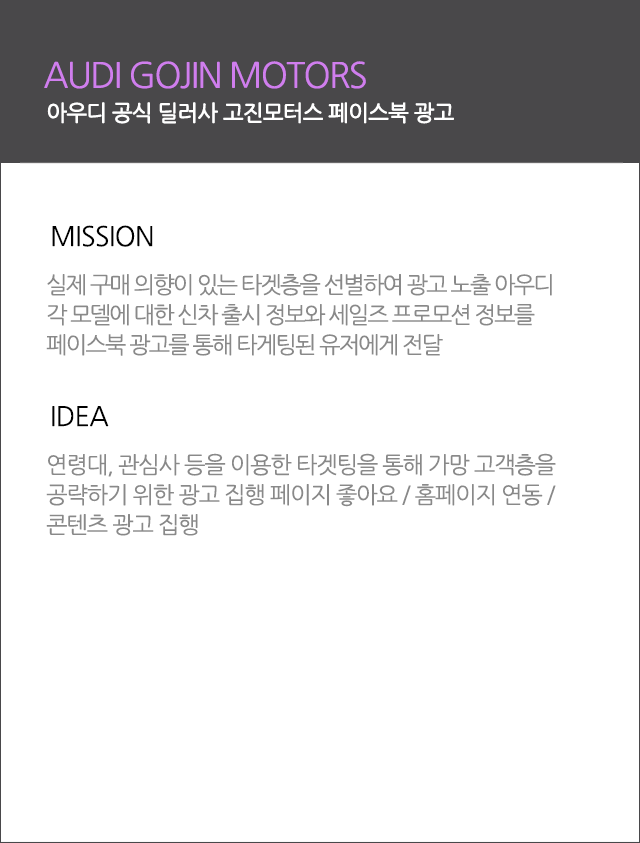 AUDI GOJIN MOTORS
아우디 공식 딜러사 고진모터스 페이스북 광고
MISSION
실제 구매 의향이 있는 타겟층을 선별하여 광고 노출 아우디
각 모델에 대한 신차 출시 정보와 세일즈 프로모션 정보를
페이스북 광고를 통해 타게팅된 유저에게 전달
IDEA
연령대, 관심사 등을 이용한 타겟팅을 통해 가망 고객층을
공략하기 위한 광고 집행 페이지 좋아요 / 홈페이지 연동 /
콘텐츠 광고 집행